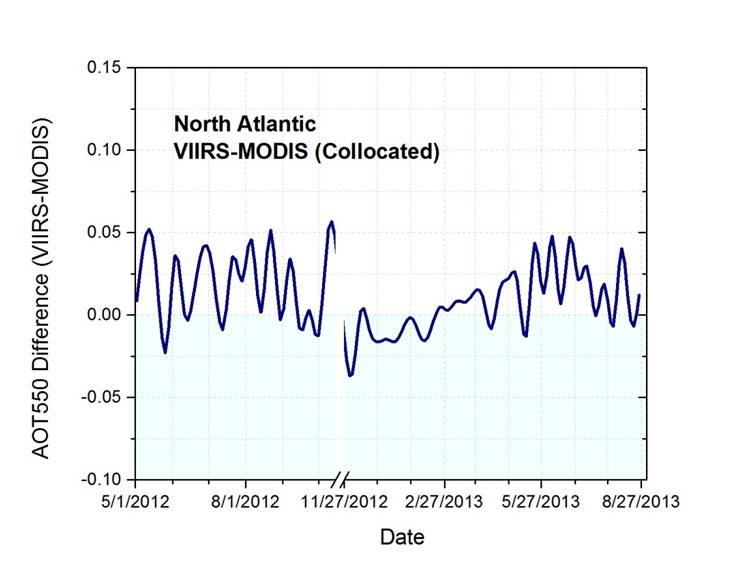 0.15
North Atlantic
VIIRS-MODIS (Collocated)
0.10
0.05
0.00
-0.05
-0.10
AOT550 Difference (VIIRS-MODIS)
5/1/2012 8/1/2012 11/27/2012 2/27/2013 5/27/2013 8/27/2013
Date